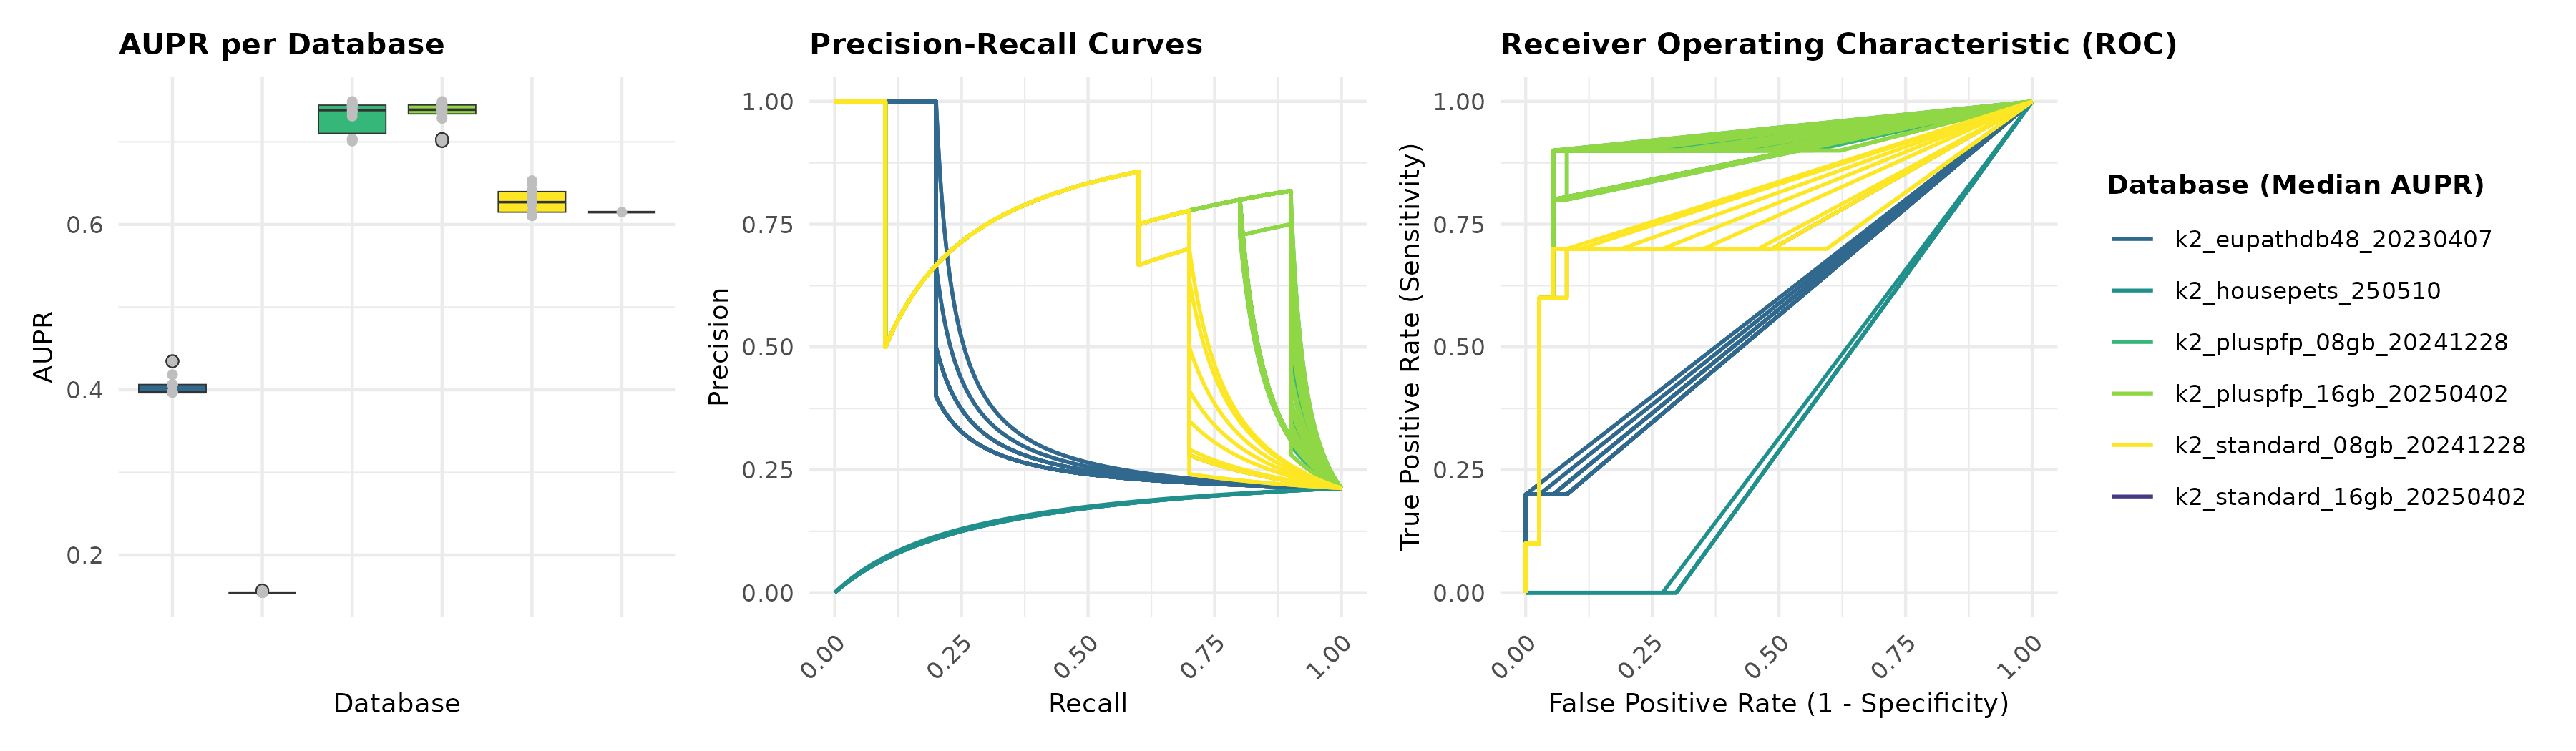 AUPR per Database
AUPR
0.6
0.4
0.2
Database
Precision-Recall Curves
Precision
1.00
0.75
0.50
0.25
0.00
0.00
0.25
0.50
0.75
1.00
Recall
Receiver Operating Characteristic (ROC)
True Positive Rate (Sensitivity)
1.00
0.75
0.50
0.25
0.00
0.00
0.25
0.50
0.75
1.00
False Positive Rate (1 - Specificity)
Database (Median AUPR)
k2_eupathdb48_20230407
k2_housepets_250510
k2_pluspfp_08gb_20241228
k2_pluspfp_16gb_20250402
k2_standard_08gb_20241228
k2_standard_16gb_20250402